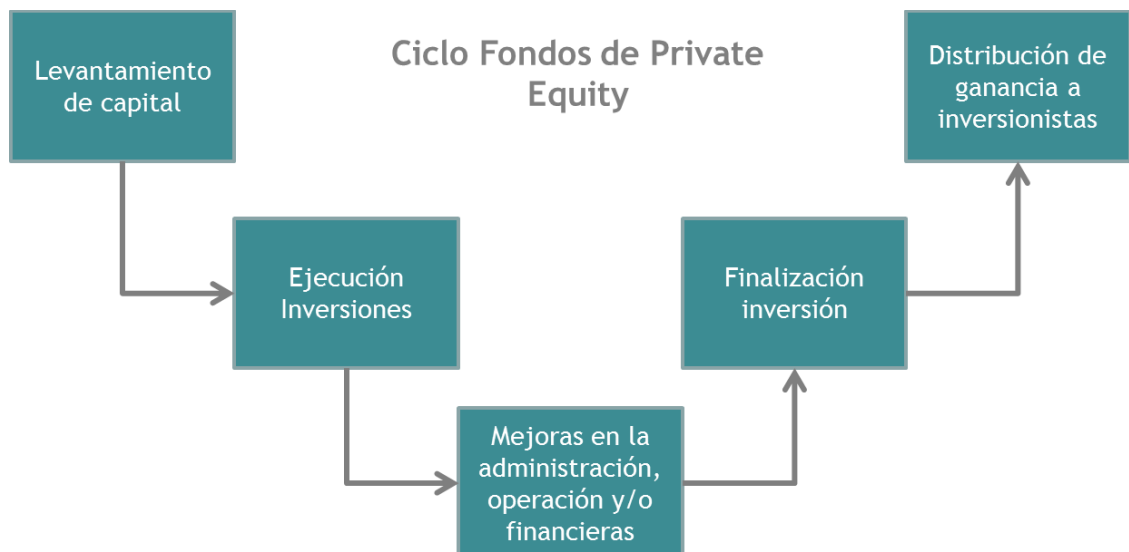 Ciclo Fondos de Private
Equity
Levantamiento
de capital
Ejecución
Inversiones
Mejoras en la
administración,
operación y/o
financieras
Finalización
inversión
Distribución de
ganancia a
inversionistas